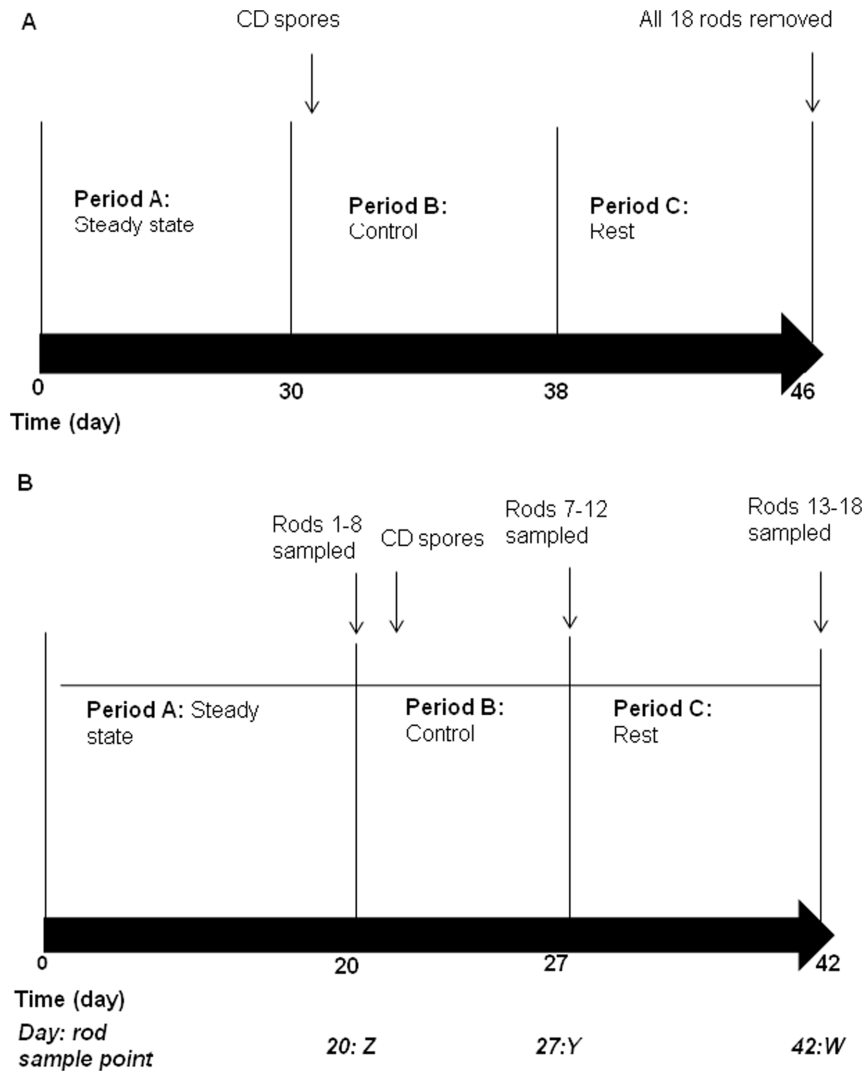 A
CD spores
All 18 rods removed
Period A:
Steady state
Period B:
Control
Period C:
Rest
0
30
38
46
Time (day)
B
Rods 1-8
sampled
CD spores
Rods 7-12
sampled
Rods 13-18
sampled
Period A: Steady
state
Period B:
Control
Period C:
Rest
0
20
27
42
Time (day)
Day: rod
sample point
20: Z
27:Y
42:W